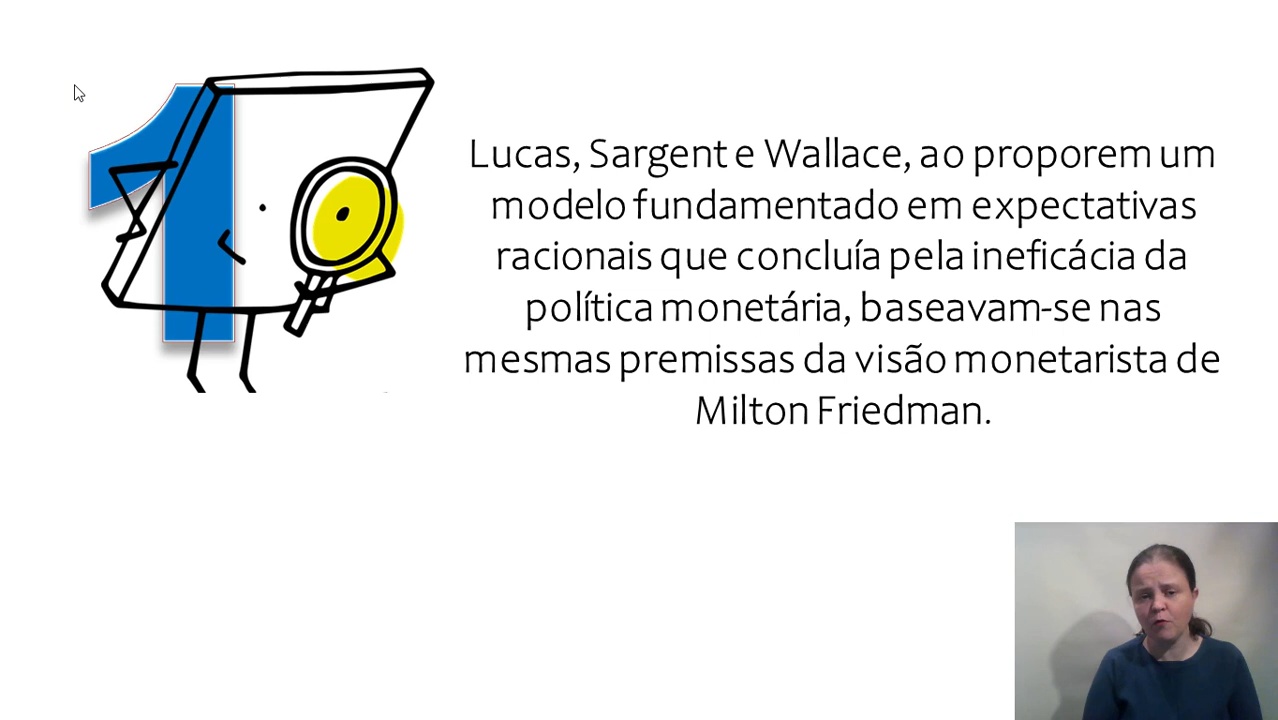 1
Lucas, Sargent e Wallace, ao proporem um
modelo fundamentado em expectativas
racionais que concluía pela ineficácia da
política monetária, baseavam-se nas
mesmas premissas da visão monetarista de
Milton Friedman.